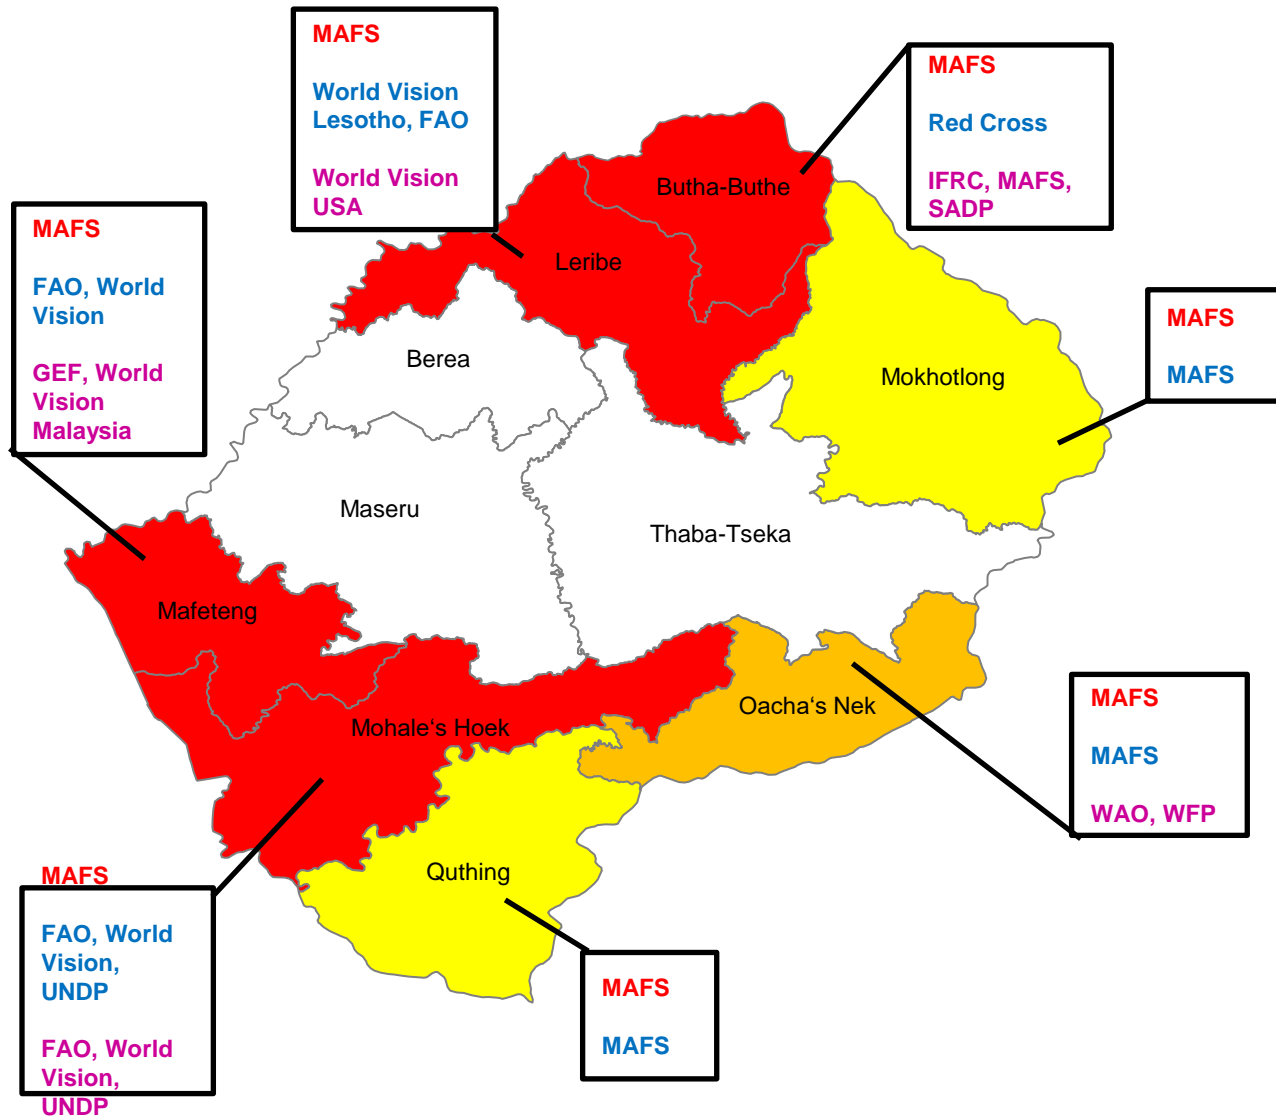 MAFS
World Vision
Lesotho, FAO
World Vision
USA
MAFS
Red Cross
IFRC, MAFS,
SADP
MAFS
FAO, World
Vision
GEF, World
Vision
Malaysia
MAFS
MAFS
Butha-Buthe
Leribe
Berea
Mokhotlong
Maseru
Thaba-Tseka
Mafeteng
Mohale‘s Hoek
Oacha‘s Nek
Quthing
MAFS
MAFS
WAO, WFP
MAFS
FAO, World
Vision,
UNDP
FAO, World
Vision,
UNDP
MAFS
MAFS